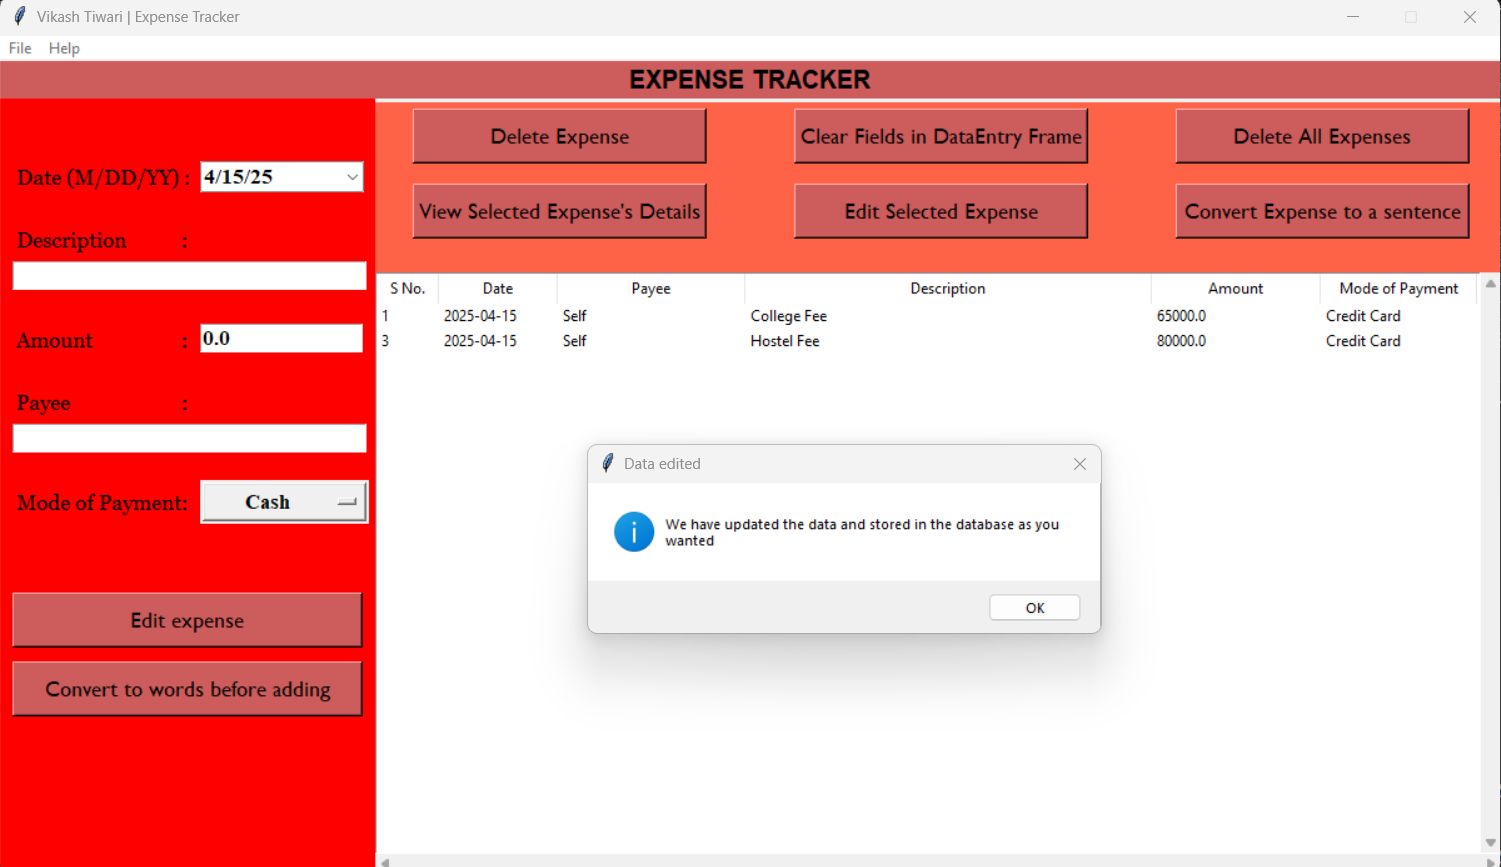 Vikash Tiwari | Expense Tracker
File Help
EXPENSE TRACKER
Delete Expense Clear Fields in DataEntry Frame Delete All Expenses
View Selected Expense's Details Edit Selected Expense Convert Expense to a sentence
Date (M/DD/YY) : 4/15/25
Description :
Amount : 0.0
Payee :
Mode of Payment: Cash
Edit expense
Convert to words before adding
S No. Date Payee Description Amount Mode of Payment
1 2025-04-15 Self College Fee 65000.0 Credit Card
3 2025-04-15 Self Hostel Fee 80000.0 Credit Card
Data edited
We have updated the data and stored in the database as you
wanted
OK